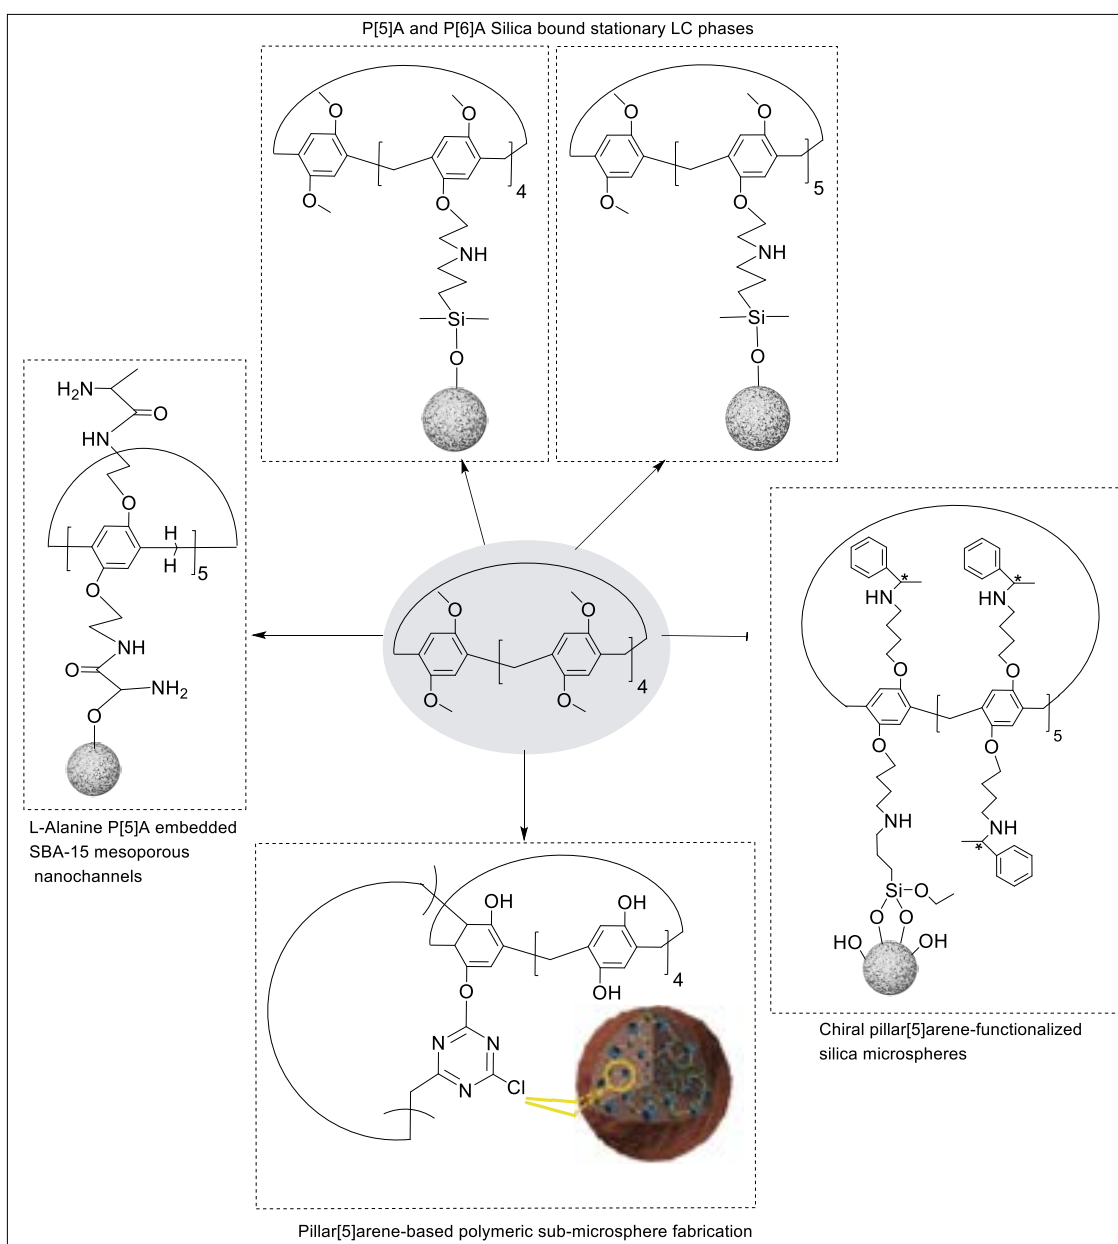 P[5]A and P[6]A Silica bound stationary LC phases
O
O
O
4
O
NH
Si
O
O
O
O
5
O
NH
Si
O
H₂N
O
HN
O
H
H
5
O
NH
O
NH₂
O
L-Alanine P[5]A embedded
SBA-15 mesoporous
nanochannels
O
O
4
O
O
*
*
HN
HN
O
O
5
O
O
NH
NH
*
Si
O
O
O
HO
OH
Chiral pillar[5]arene-functionalized
silica microspheres
OH
OH
4
OH
O
N
N
N
Cl
Pillar[5]arene-based polymeric sub-microsphere fabrication